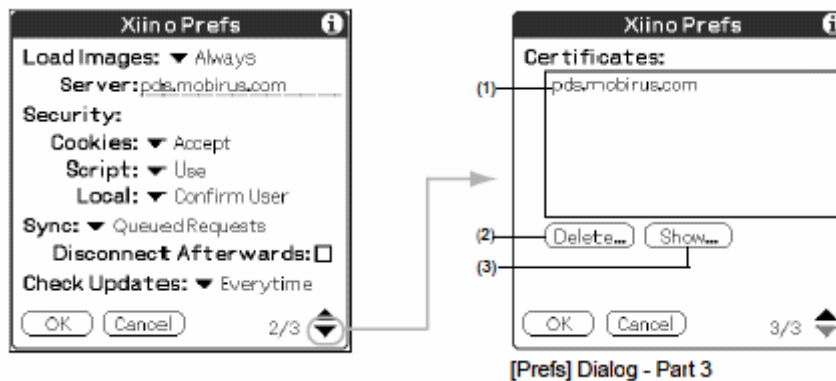 Xiino Prefs
Load Images: Always
Server: pds.mobirus.com
Security:
Cookies: Accept
Script: Use
Local: Confirm User
Sync: Queued Requests
Disconnect Afterwards:
Check Updates: Everytime
OK Cancel 2/3
Xiino Prefs
Certificates:
(1) pds.mobirus.com
(2) Delete... Show...
(3)
OK Cancel 3/3
[Prefs] Dialog - Part 3